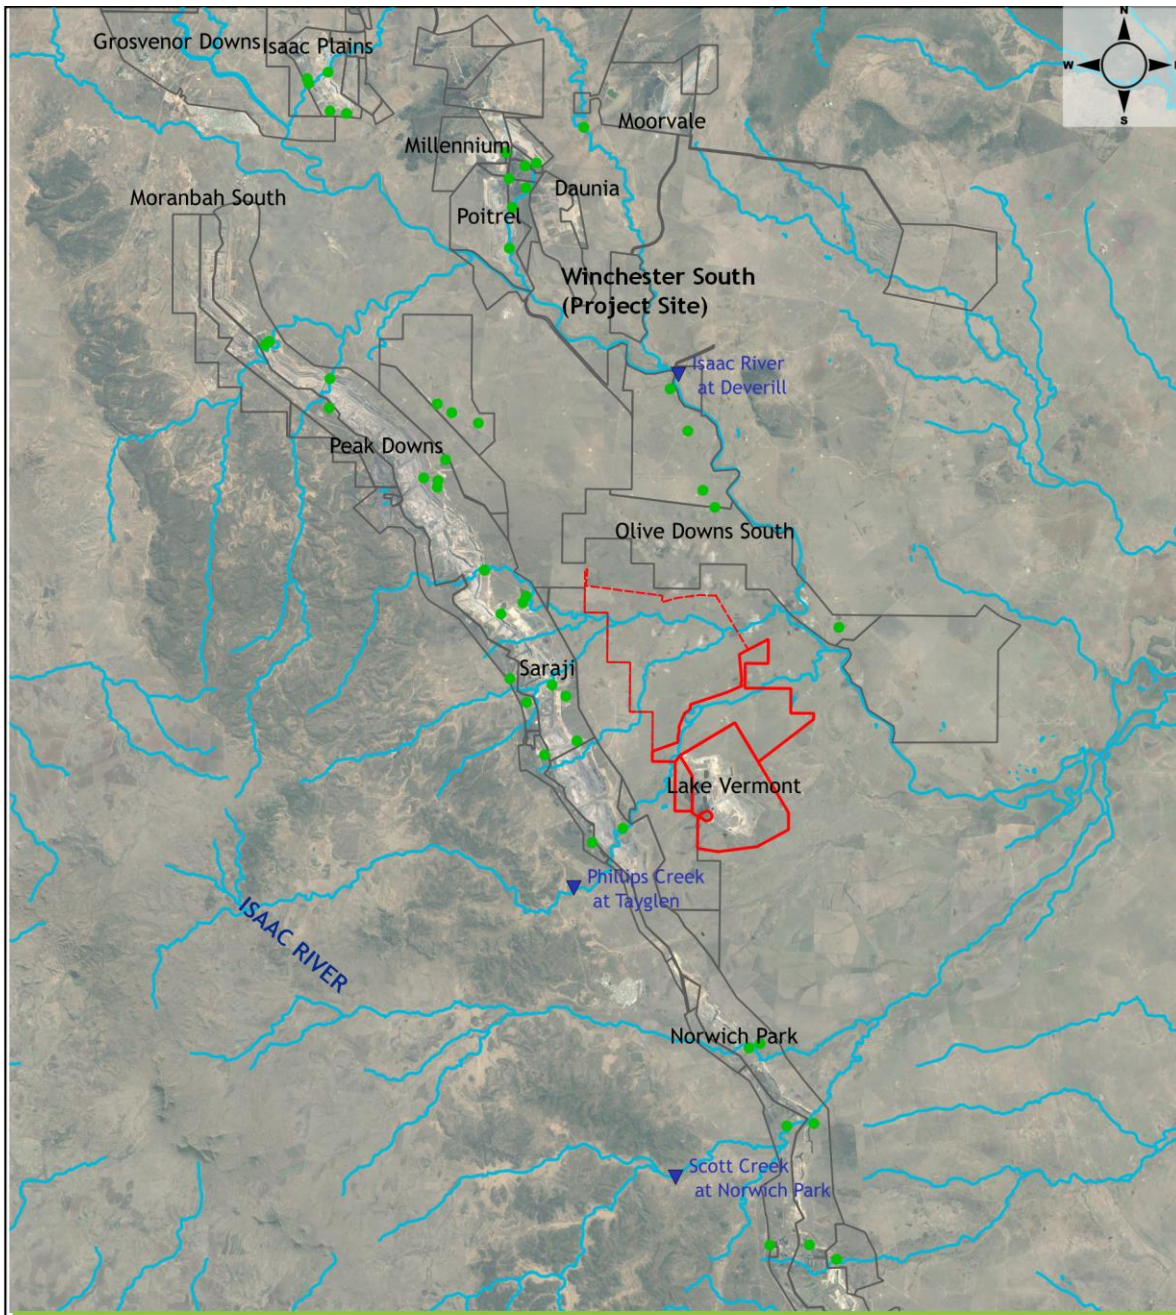 N
W
E
S
Grosvenor Downs
Isaac Plains
Moorvale
Millennium
Daunia
Moranbah South
Poitrel
Winchester South
(Project Site)
Isaac River
at Deverill
Peak Downs
Olive Downs South
Saraji
Lake Vermont
Phillips Creek
at Tayglen
ISAAC RIVER
Norwich Park
Scott Creek
at Norwich Park